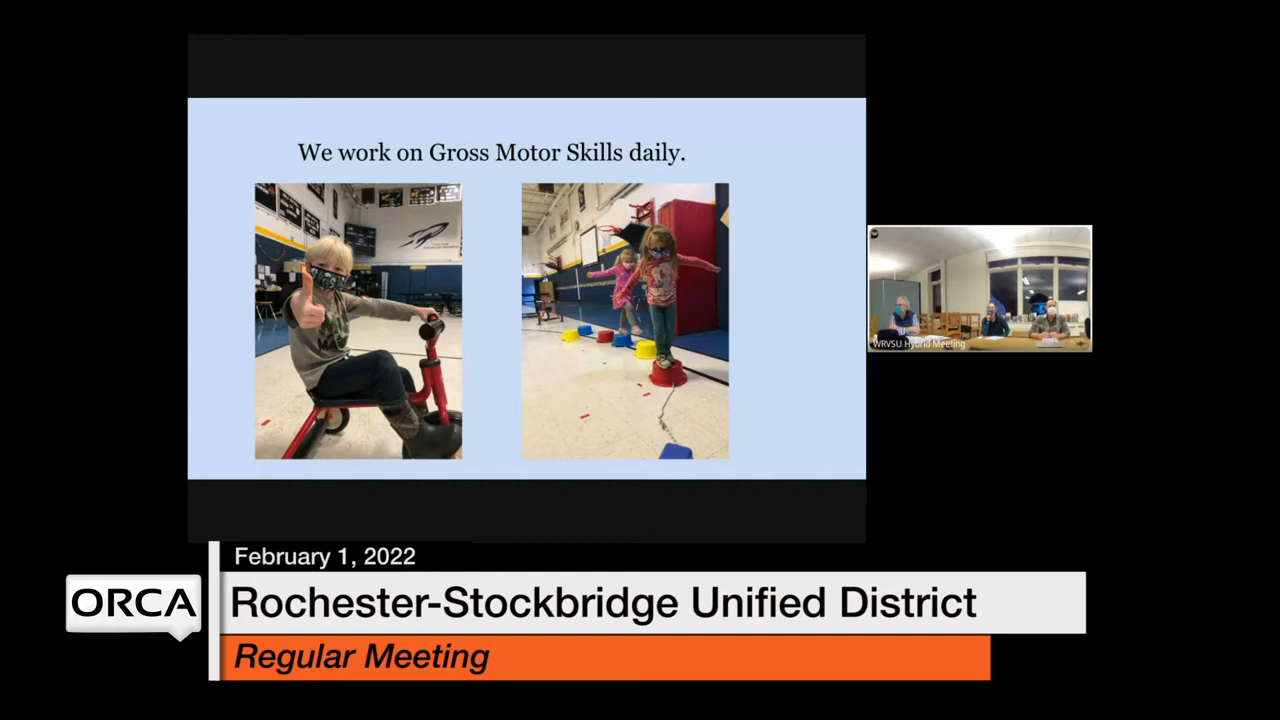 We work on Gross Motor Skills daily.
WRVSU Hybrid Meeting
February 1, 2022
ORCA
Rochester-Stockbridge Unified District
Regular Meeting